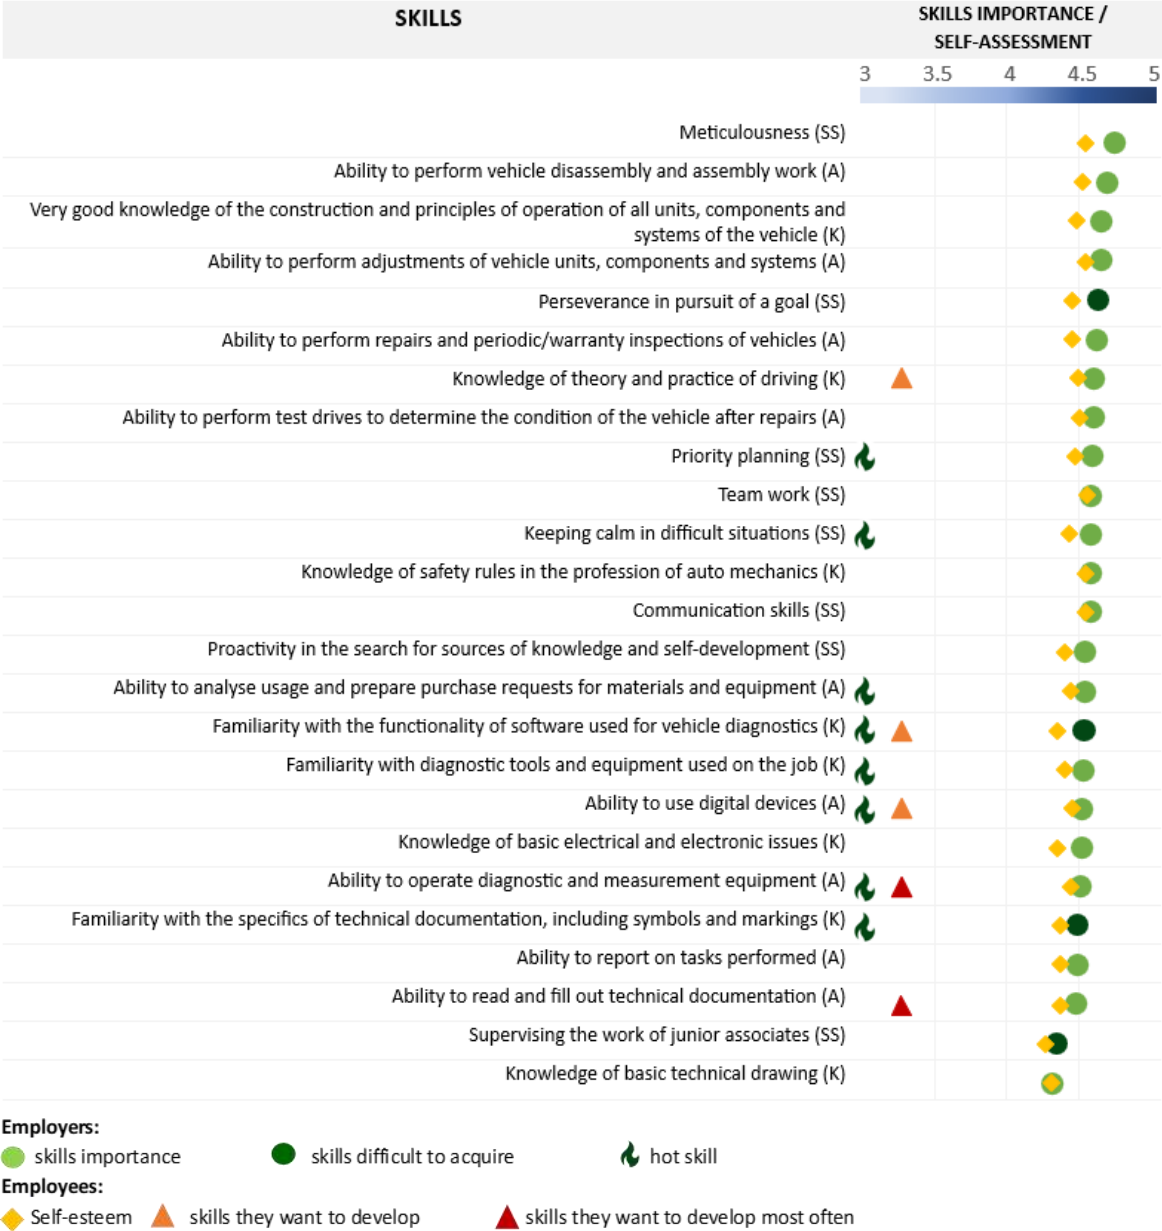 SKILLS
SKILLS IMPORTANCE /
SELF-ASSESSMENT
3 3.5 4 4.5 5
Meticulousness (SS)
Ability to perform vehicle disassembly and assembly work (A)
Very good knowledge of the construction and principles of operation of all units, components and
systems of the vehicle (K)
Ability to perform adjustments of vehicle units, components and systems (A)
Perseverance in pursuit of a goal (SS)
Ability to perform repairs and periodic/warranty inspections of vehicles (A)
Knowledge of theory and practice of driving (K)
Ability to perform test drives to determine the condition of the vehicle after repairs (A)
Priority planning (SS)
Team work (SS)
Keeping calm in difficult situations (SS)
Knowledge of safety rules in the profession of auto mechanics (K)
Communication skills (SS)
Proactivity in the search for sources of knowledge and self-development (SS)
Ability to analyse usage and prepare purchase requests for materials and equipment (A)
Familiarity with the functionality of software used for vehicle diagnostics (K)
Familiarity with diagnostic tools and equipment used on the job (K)
Ability to use digital devices (A)
Knowledge of basic electrical and electronic issues (K)
Ability to operate diagnostic and measurement equipment (A)
Familiarity with the specifics of technical documentation, including symbols and markings (K)
Ability to report on tasks performed (A)
Ability to read and fill out technical documentation (A)
Supervising the work of junior associates (SS)
Knowledge of basic technical drawing (K)
Employers:
skills importance skills difficult to acquire hot skill
Employees:
Self-esteem skills they want to develop skills they want to develop most often